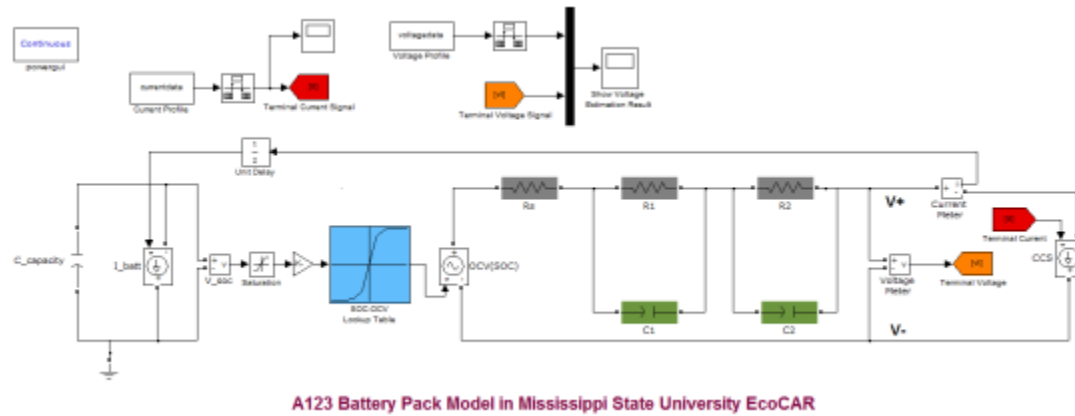 Continuous
powergui
currentdata
Current Profile
Terminal Current Signal
voltagedata
Voltage Profile
Terminal Voltage Signal
Show Voltage
Estimation Result
1
Unit Delay
C_capacity
I_batt
V_soc
Saturation
SOC-OCV
Lookup Table
OCV(SOC)
R1
R2
C1
C2
V+
V-
Current
Meter
Terminal Current
CCS
Voltage
Meter
Terminal Voltage
A123 Battery Pack Model in Mississippi State University EcoCAR